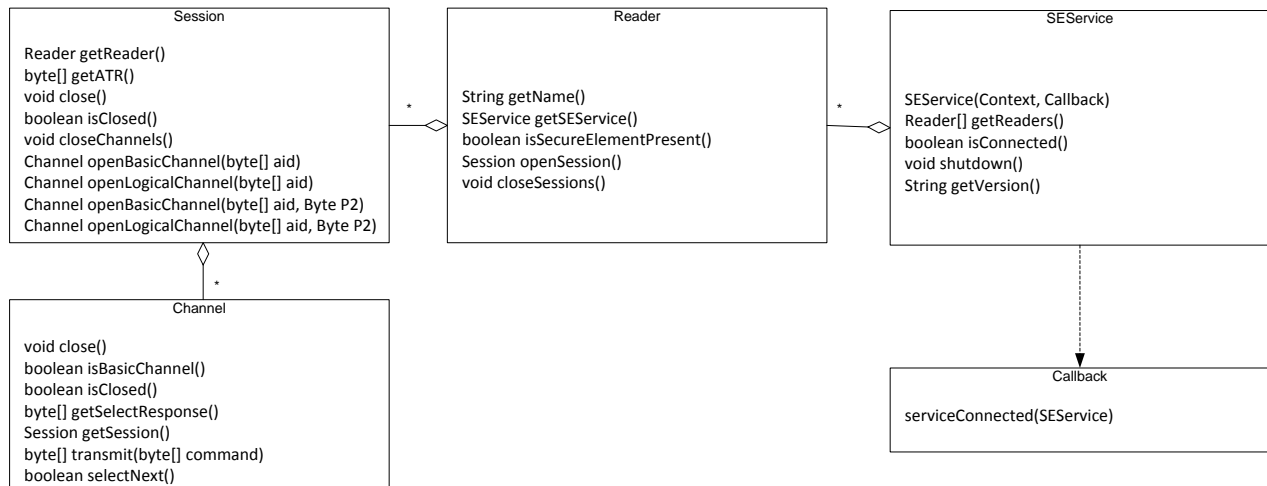 Session
Reader getReader()
byte[] getATR()
void close()
boolean isClosed()
void closeChannels()
Channel openBasicChannel(byte[] aid)
Channel openLogicalChannel(byte[] aid)
Channel openBasicChannel(byte[] aid, Byte P2)
Channel openLogicalChannel(byte[] aid, Byte P2)
*
Reader
String getName()
SEService getSEService()
boolean isSecureElementPresent()
Session openSession()
void closeSessions()
*
SEService
SEService(Context, Callback)
Reader[] getReaders()
boolean isConnected()
void shutdown()
String getVersion()
*
Channel
void close()
boolean isBasicChannel()
boolean isClosed()
byte[] getSelectResponse()
Session getSession()
byte[] transmit(byte[] command)
boolean selectNext()
Callback
serviceConnected(SEService)